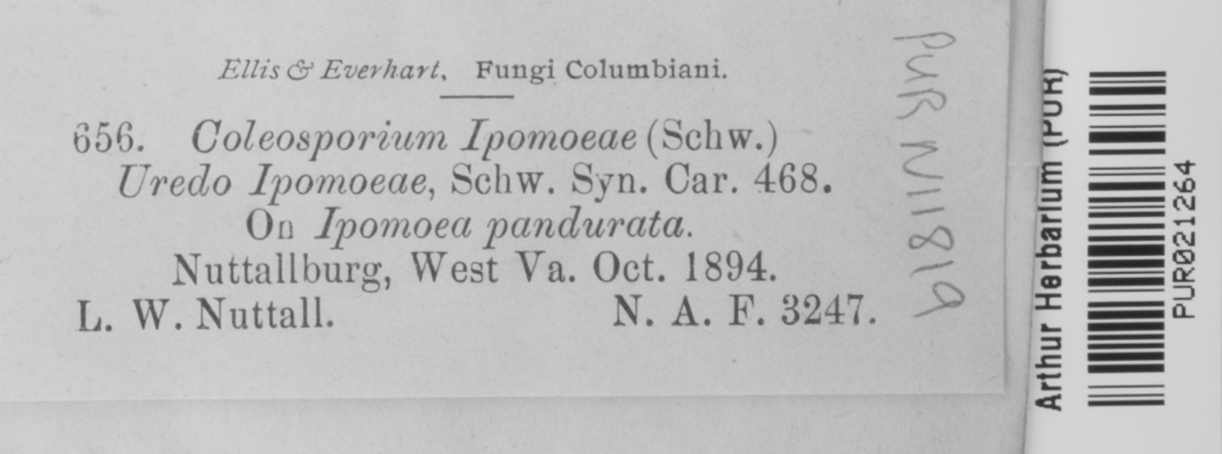 Ellis & Everhart, Fungi Columbiani.
656. Coleosporium Ipomoeae (Schw.)
Uredo Ipomoeae, Schw. Syn. Car. 468.
On Ipomoea pandurata.
Nuttallburg, West Va. Oct. 1894.
L. W. Nuttall. N. A. F. 3247.
PUR N11819
Arthur Herbarium (PUR)
PUR021264